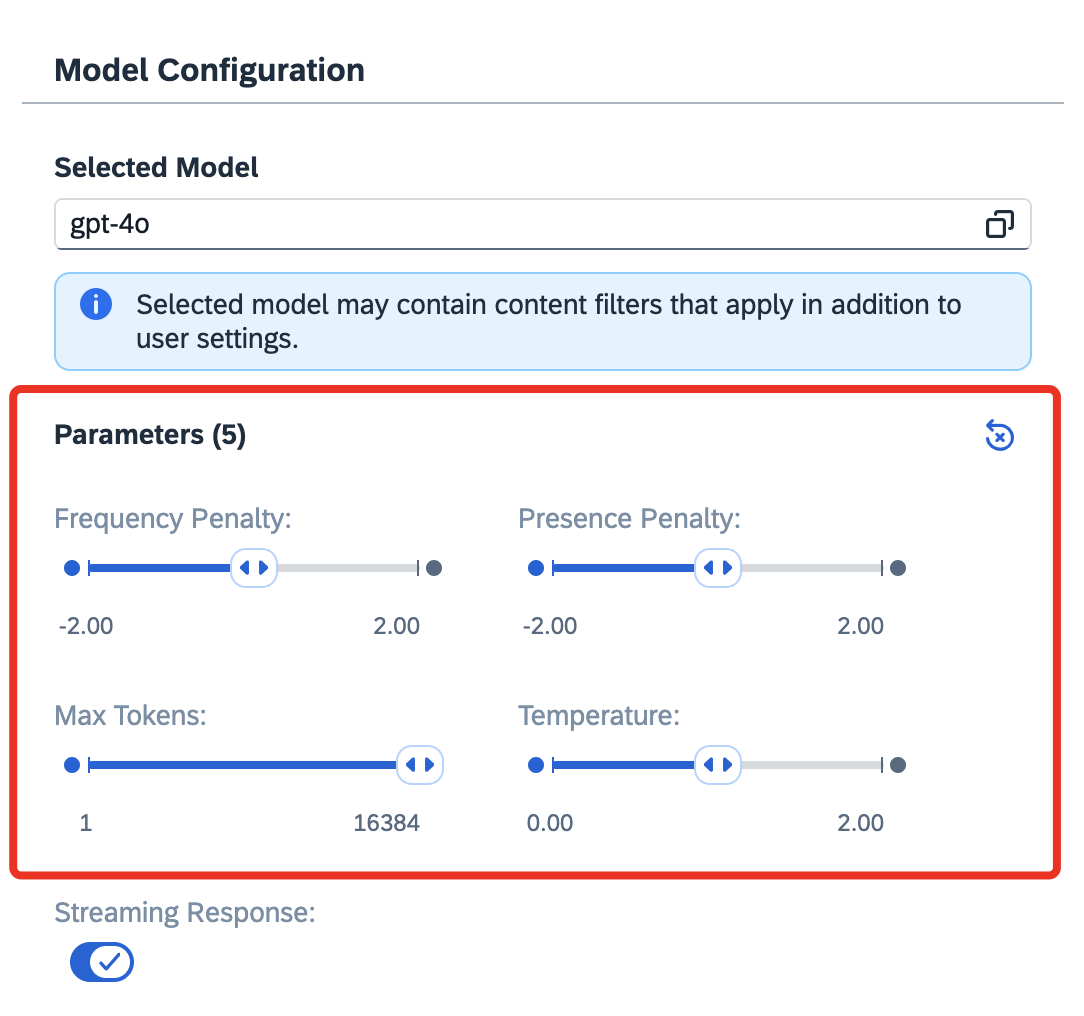 Model Configuration
Selected Model
gpt-4o
Selected model may contain content filters that apply in addition to
user settings.
Parameters (5)
Frequency Penalty:
Presence Penalty:
-2.00
2.00
-2.00
2.00
Max Tokens:
Temperature:
1
16384
0.00
2.00
Streaming Response: